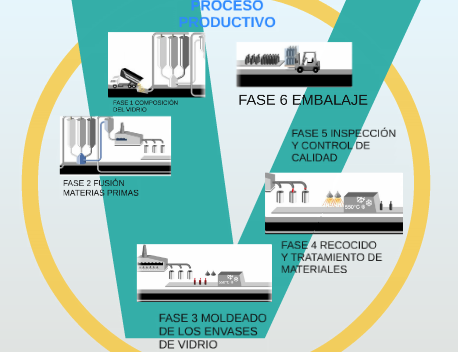 PROCESO
PRODUCTIVO
FASE 1 COMPOSICIÓN
DEL VIDRIO
FASE 6 EMBALAJE
FASE 5 INSPECCIÓN
Y CONTROL DE
CALIDAD
FASE 2 FUSIÓN
MATERIAS PRIMAS
550°C
FASE 4 RECOCIDO
Y TRATAMIENTO DE
MATERIALES
FASE 3 MOLDEADO
DE LOS ENVASES
DE VIDRIO